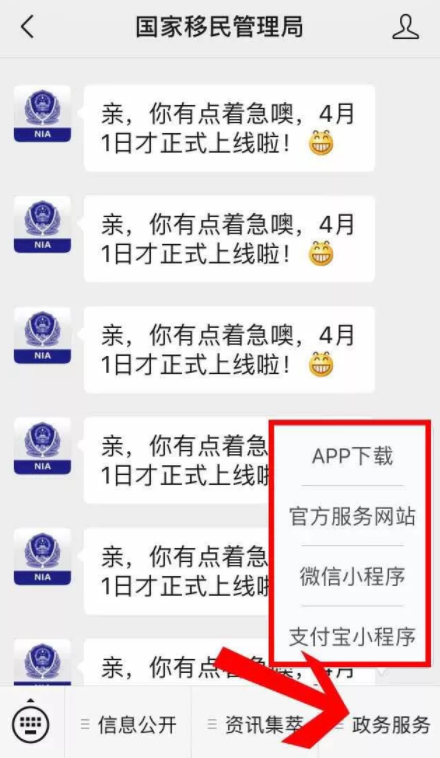 国家移民管理局
NIA
亲，你有点着急噢，4月
1日才正式上线啦！
NIA
亲，你有点着急噢，4月
1日才正式上线啦！
NIA
亲，你有点着急噢，4月
1日才正式上线啦！
NIA
亲，你有点着急噢
1日才正式上线啦
NIA
亲，你有点着急噢
1日才正式上线啦
亲，你有点着急噢，4月
APP下载
官方服务网站
微信小程序
支付宝小程序
信息公开
资讯集萃
政务服务